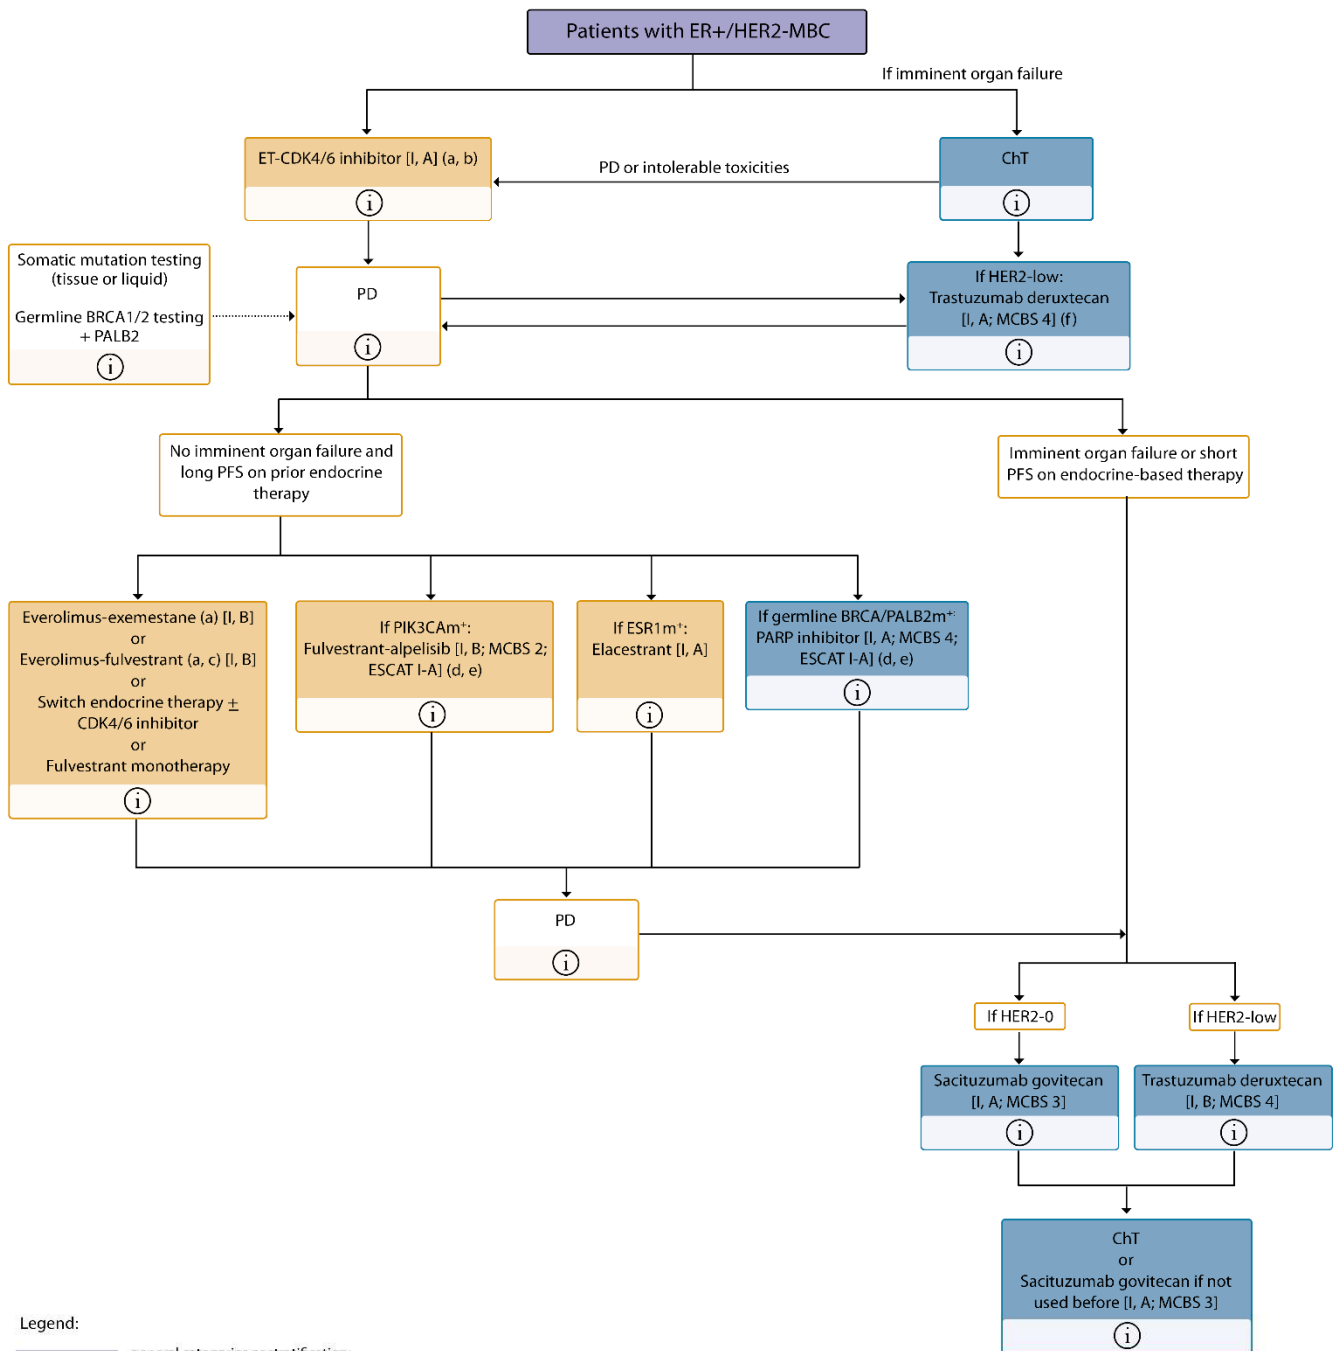 Patients with ER+/HER2-MBC
If imminent organ failure
ET-CDK4/6 inhibitor [I, A] (a, b)
i
PD or intolerable toxicities
ChT
i
Somatic mutation testing
(tissue or liquid)
Germline BRCA1/2 testing
+ PALB2
i
PD
i
If HER2-low:
Trastuzumab deruxtecan
[I, A; MCBS 4] (f)
i
No imminent organ failure and
long PFS on prior endocrine
therapy
Imminent organ failure or short
PFS on endocrine-based therapy
Everolimus-exemestane (a) [I, B]
or
Everolimus-fulvestrant (a, c) [I, B]
or
Switch endocrine therapy ±
CDK4/6 inhibitor
or
Fulvestrant monotherapy
i
If PIK3CAm⁺:
Fulvestrant-alpelisib [I, B; MCBS 2;
ESCAT I-A] (d, e)
i
If ESR1m⁺:
Elacestrant [I, A]
i
If germline BRCA/PALB2m⁺:
PARP inhibitor [I, A; MCBS 4;
ESCAT I-A] (d, e)
i
PD
i
If HER2-0
If HER2-low
Sacituzumab govitecan
[I, A; MCBS 3]
i
Trastuzumab deruxtecan
[I, B; MCBS 4]
i
ChT
or
Sacituzumab govitecan if not
used before [I, A; MCBS 3]
i
Legend: